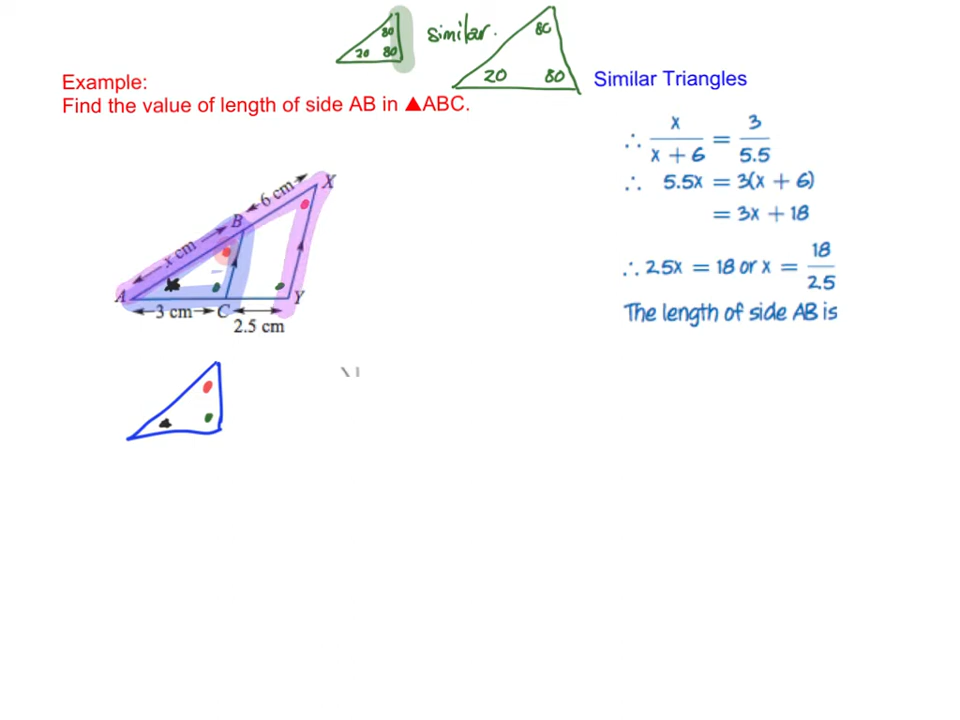 80
20 80
similar.
80
20 80
Example:
Find the value of length of side AB in ▲ABC.
Similar Triangles
∴ x / (x + 6) = 3 / 5.5
∴ 5.5x = 3(x + 6)
= 3x + 18
∴ 2.5x = 18 or x = 18 / 2.5
The length of side AB is
6 cm
X
B
x cm
A
Y
3 cm
C
2.5 cm